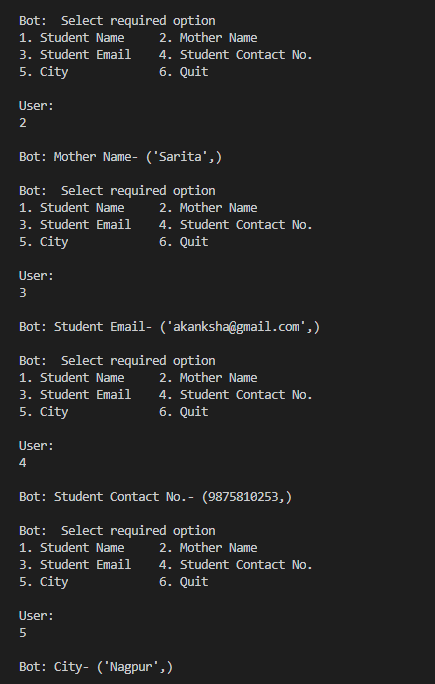 Bot:  Select required option
1. Student Name     2. Mother Name
3. Student Email    4. Student Contact No.
5. City             6. Quit
User:
2
Bot: Mother Name- ('Sarita',)
Bot:  Select required option
1. Student Name     2. Mother Name
3. Student Email    4. Student Contact No.
5. City             6. Quit
User:
3
Bot: Student Email- ('akanksha@gmail.com',)
Bot:  Select required option
1. Student Name     2. Mother Name
3. Student Email    4. Student Contact No.
5. City             6. Quit
User:
4
Bot: Student Contact No.- (9875810253,)
Bot:  Select required option
1. Student Name     2. Mother Name
3. Student Email    4. Student Contact No.
5. City             6. Quit
User:
5
Bot: City- ('Nagpur',)